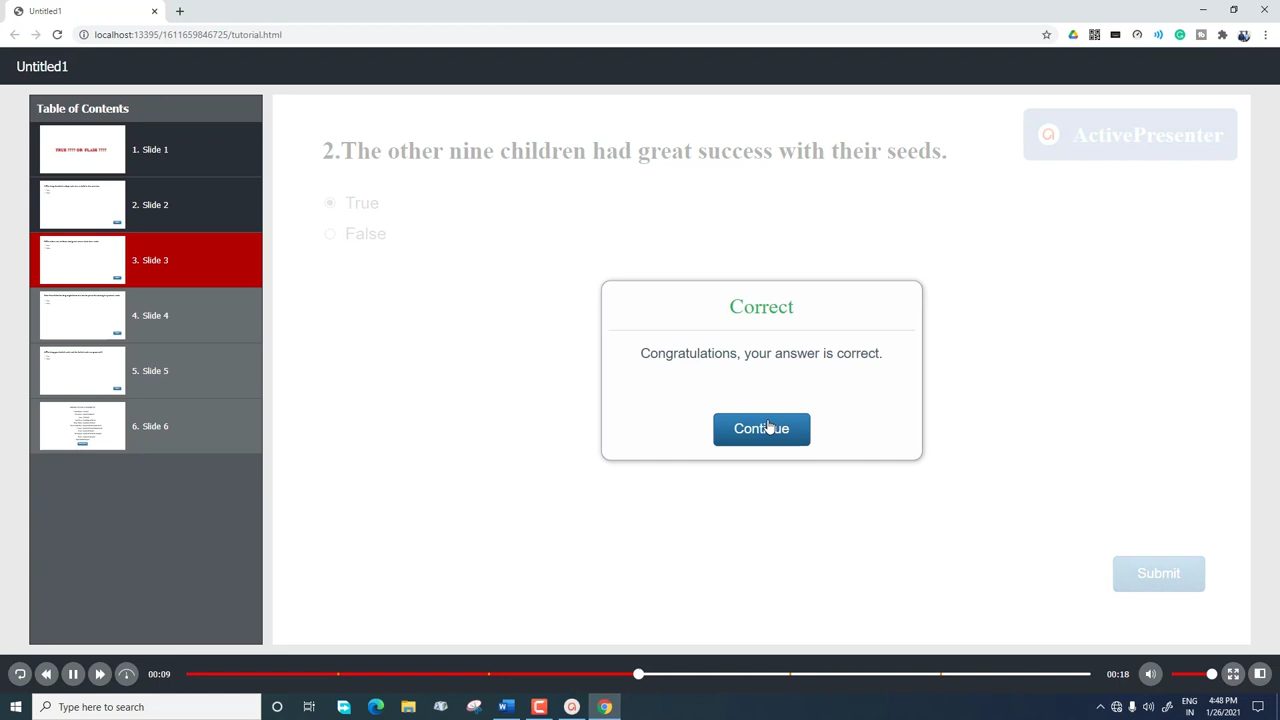 Untitled1
localhost:13395/1611659846725/tutorial.html
Untitled1
Table of Contents
TRUE ???? OR FLASE ????
1. Slide 1
2. Slide 2
3. Slide 3
4. Slide 4
5. Slide 5
6. Slide 6
ActivePresenter
2.The other nine children had great success with their seeds.
True
False
Correct
Congratulations, your answer is correct.
Continue
Submit
00:09
00:18
Type here to search
ENG
IN
4:48 PM
1/26/2021